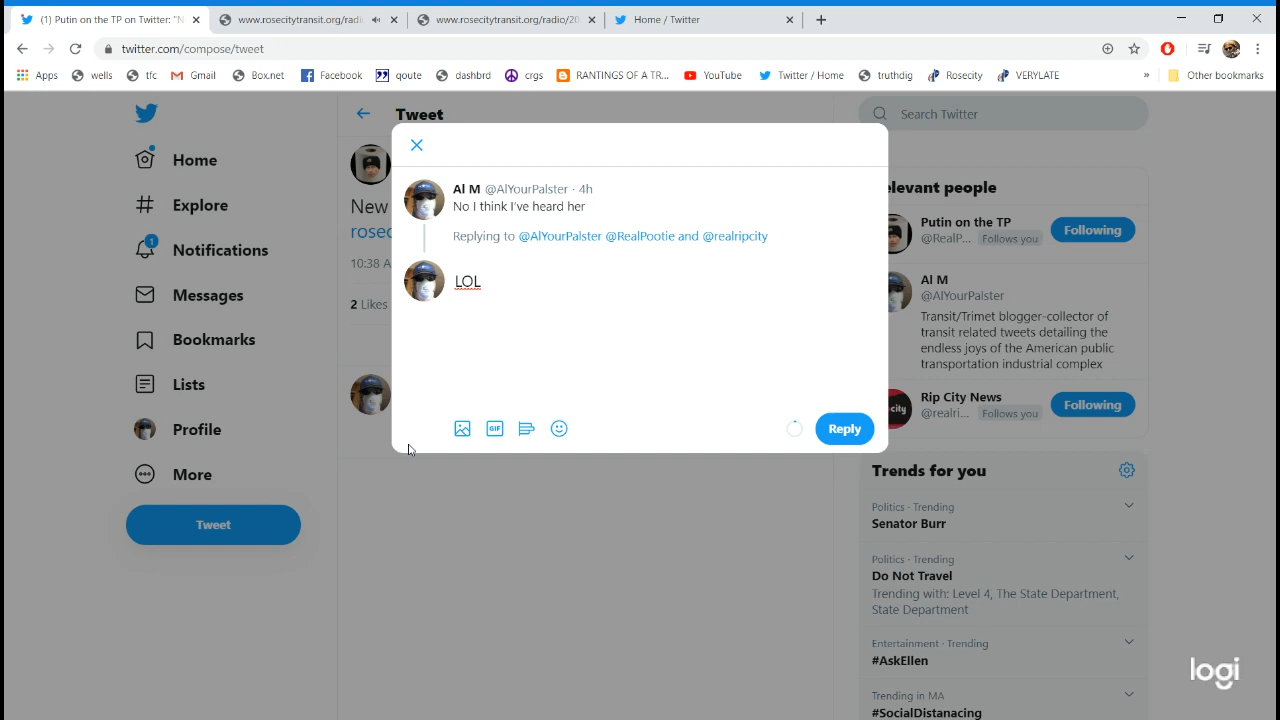 (1) Putin on the TP on Twitter: "N
www.rosecitytransit.org/radi
www.rosecitytransit.org/radio/20
Home / Twitter
twitter.com/compose/tweet
Apps
wells
tfc
Gmail
Box.net
Facebook
qoute
dashbrd
crgs
RANTINGS OF A TR...
YouTube
Twitter / Home
truthdig
Rosecity
VERYLATE
»
Other bookmarks
Home
Explore
1
Notifications
Messages
Bookmarks
Lists
Profile
More
Tweet
Tweet
New
rosec
10:38 A
2 Likes
Al M @AlYourPalster · 4h
No I think I've heard her
Replying to @AlYourPalster @RealPootie and @realripcity
LOL
GIF
Reply
Search Twitter
elevant people
Putin on the TP
@RealP... Follows you
Following
Al M
@AlYourPalster
Transit/Trimet blogger-collector of
transit related tweets detailing the
endless joys of the American public
transportation industrial complex
city
Rip City News
@realri... Follows you
Following
Trends for you
Politics · Trending
Senator Burr
Politics · Trending
Do Not Travel
Trending with: Level 4, The State Department,
State Department
Entertainment · Trending
#AskEllen
Trending in MA
#SocialDistanacing
logi